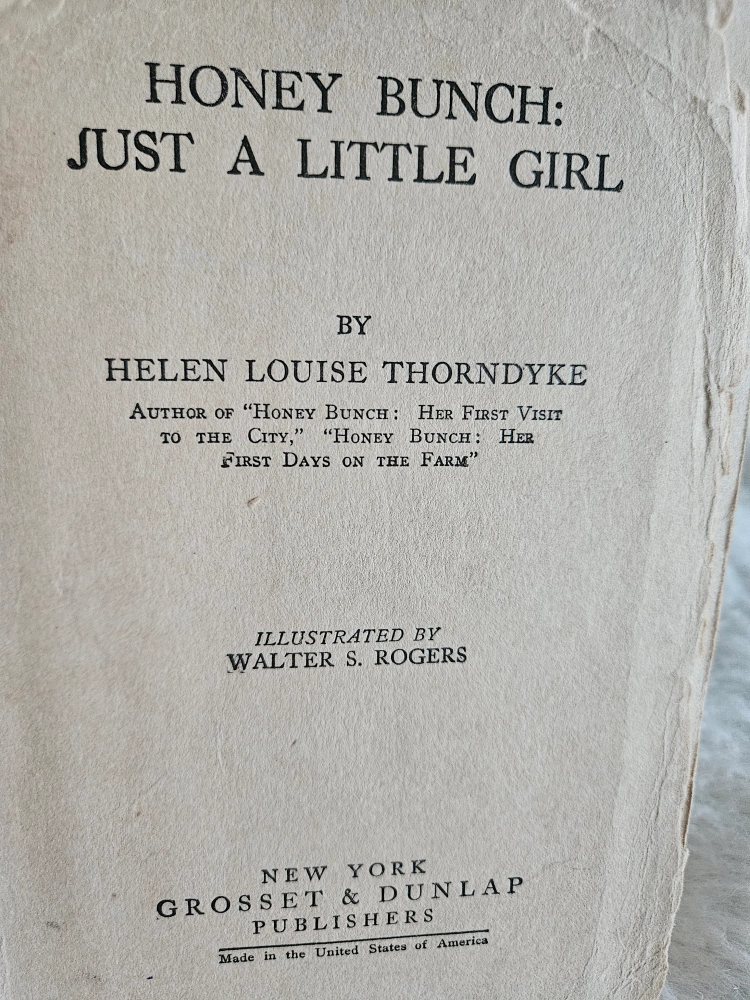 HONEY BUNCH:
JUST A LITTLE GIRL
BY
HELEN LOUISE THORNDYKE
AUTHOR OF "HONEY BUNCH: HER FIRST VISIT
TO THE CITY," "HONEY BUNCH: HER
FIRST DAYS ON THE FARM"
ILLUSTRATED BY
WALTER S. ROGERS
NEW YORK
GROSSET & DUNLAP
PUBLISHERS
Made in the United States of America